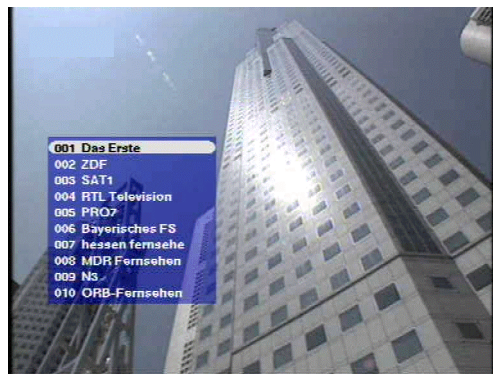 001 Das Erste
002 ZDF
003 SAT1
004 RTL Television
005 PRO7
006 Bayerisches FS
007 hessen fernsehe
008 MDR Fernsehen
009 N3
010 ORB-Fernsehen